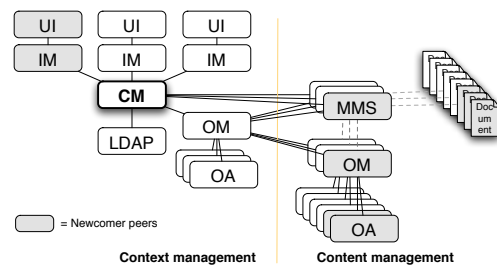 UI UI UI
IM IM IM
CM
MMS
Doc
um
ent
LDAP
OM
OM
OA
OA
= Newcomer peers
Context management
Content management